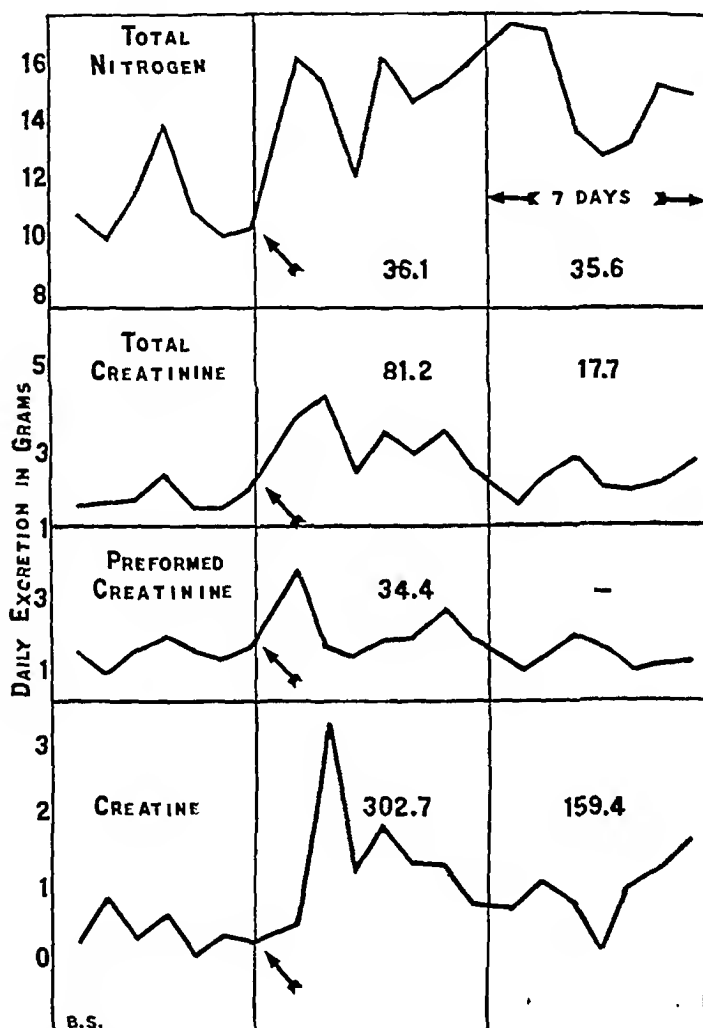 DAILY EXCRETION IN GRAMS
TOTAL
NITROGEN
16
14
12
10
8
7 DAYS
36.1 35.6
TOTAL
CREATININE
5
3
1
81.2 17.7
PREFORMED
CREATININE
3
1
34.4 –
CREATINE
3
2
1
0
302.7 159.4
B.S.